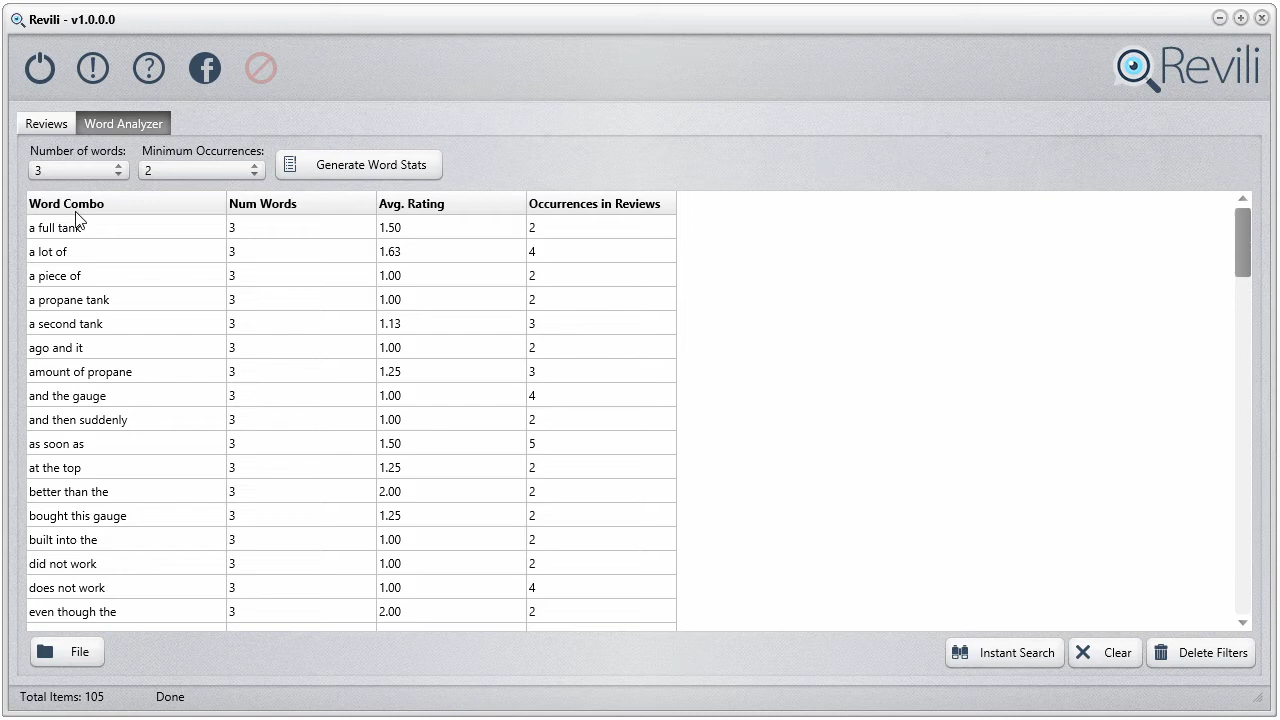 Revili - v1.0.0.0
Revili
Reviews Word Analyzer
Number of words: Minimum Occurrences:
3 2 Generate Word Stats
Word Combo Num Words Avg. Rating Occurrences in Reviews
a full tank 3 1.50 2
a lot of 3 1.63 4
a piece of 3 1.00 2
a propane tank 3 1.00 2
a second tank 3 1.13 3
ago and it 3 1.00 2
amount of propane 3 1.25 3
and the gauge 3 1.00 4
and then suddenly 3 1.00 2
as soon as 3 1.50 5
at the top 3 1.25 2
better than the 3 2.00 2
bought this gauge 3 1.25 2
built into the 3 1.00 2
did not work 3 1.00 2
does not work 3 1.00 4
even though the 3 2.00 2
File Instant Search Clear Delete Filters
Total Items: 105 Done